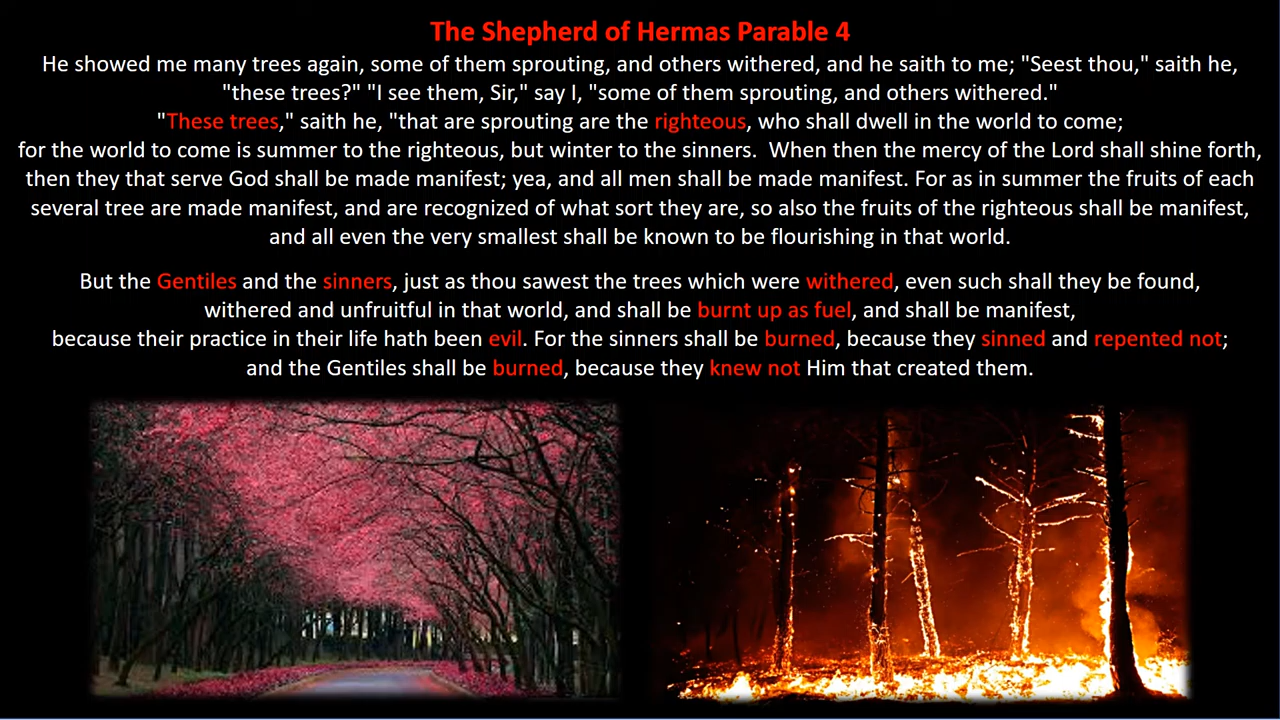 The Shepherd of Hermas Parable 4
He showed me many trees again, some of them sprouting, and others withered, and he saith to me; "Seest thou," saith he,
"these trees?" "I see them, Sir," say I, "some of them sprouting, and others withered."
"These trees," saith he, "that are sprouting are the righteous, who shall dwell in the world to come;
for the world to come is summer to the righteous, but winter to the sinners.  When then the mercy of the Lord shall shine forth,
then they that serve God shall be made manifest; yea, and all men shall be made manifest. For as in summer the fruits of each
several tree are made manifest, and are recognized of what sort they are, so also the fruits of the righteous shall be manifest,
and all even the very smallest shall be known to be flourishing in that world.
But the Gentiles and the sinners, just as thou sawest the trees which were withered, even such shall they be found,
withered and unfruitful in that world, and shall be burnt up as fuel, and shall be manifest,
because their practice in their life hath been evil. For the sinners shall be burned, because they sinned and repented not;
and the Gentiles shall be burned, because they knew not Him that created them.